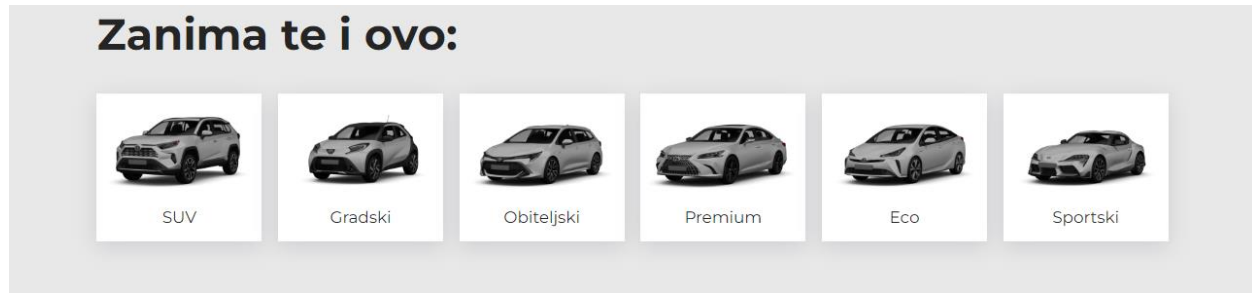 Zanima te i ovo:
SUV
Gradski
Obiteljski
Premium
Eco
Sportski